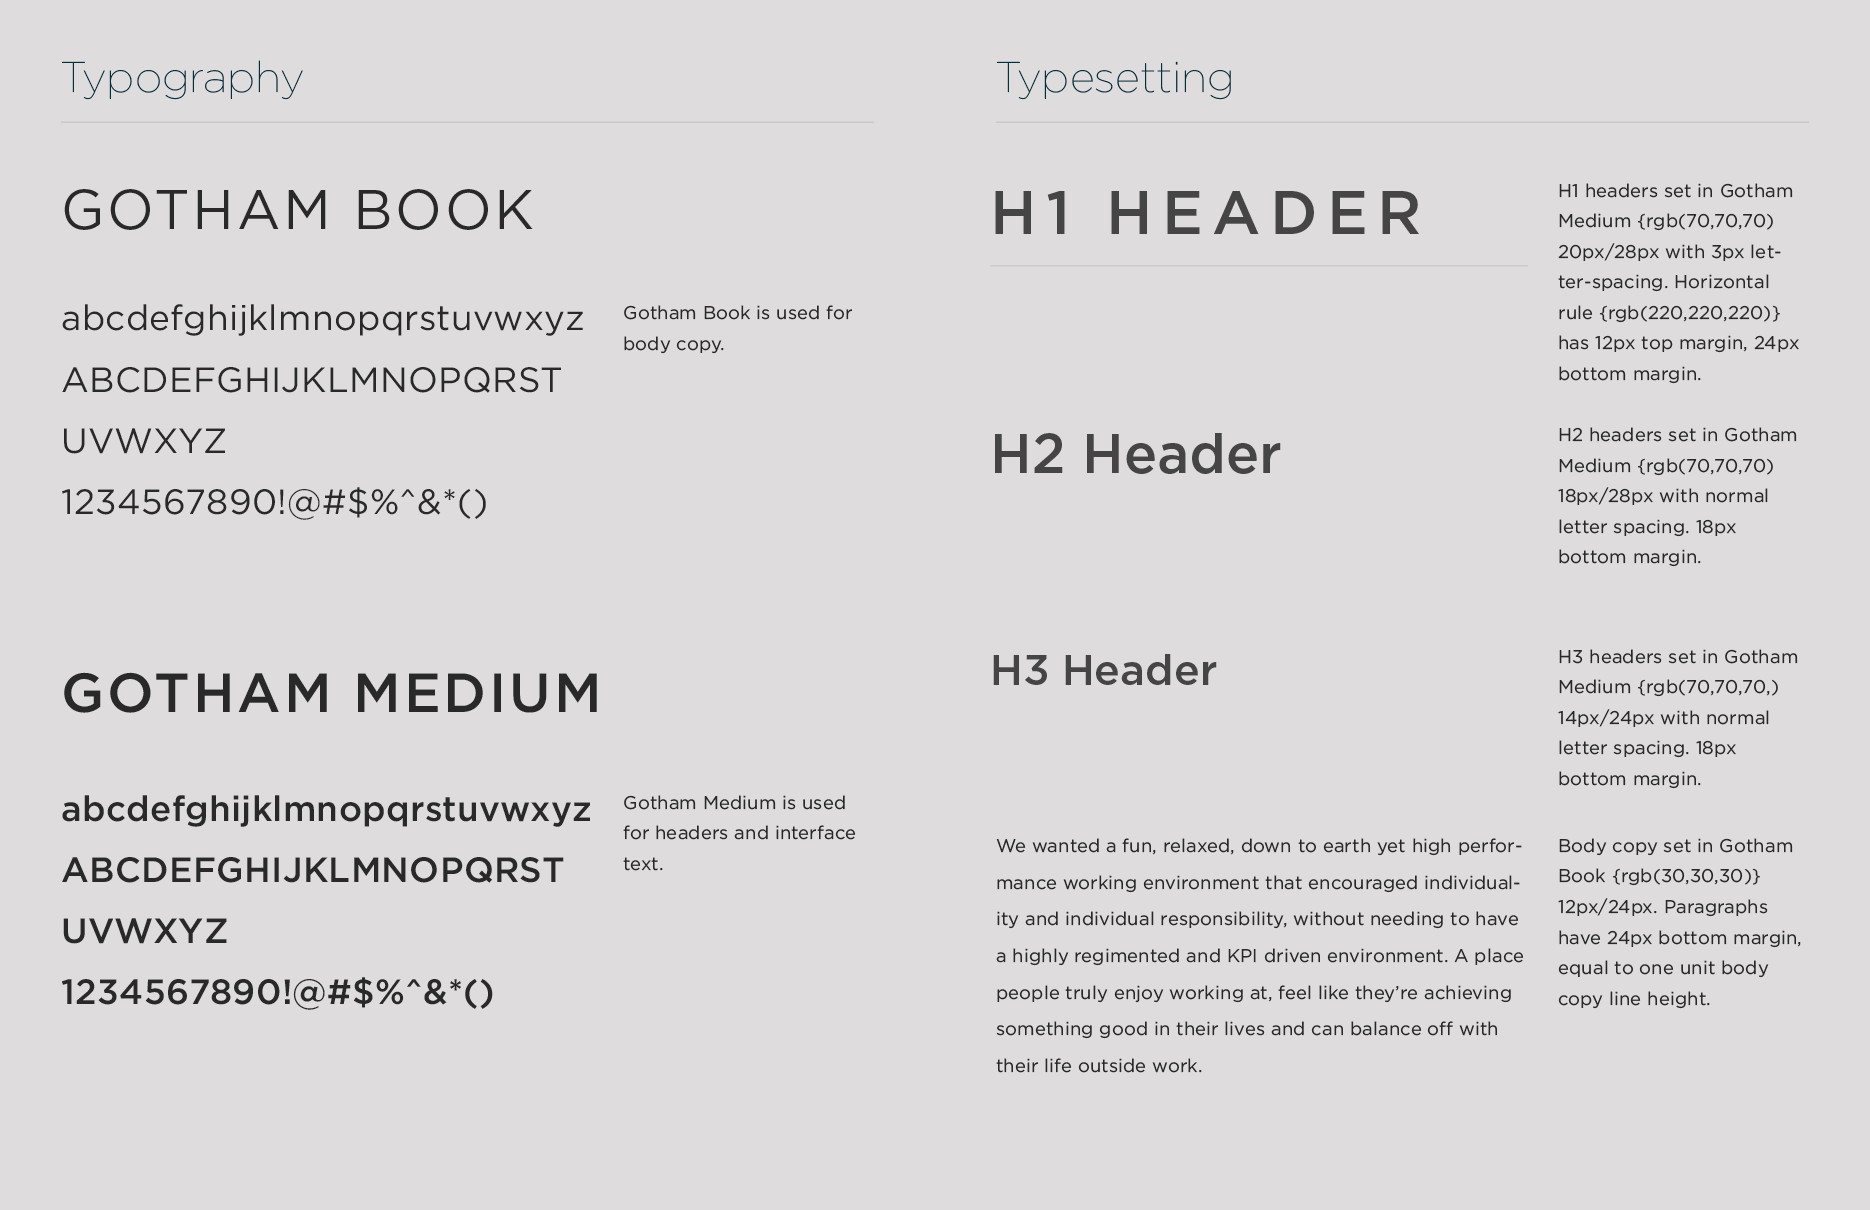 Typography
GOTHAM BOOK
abcdefghijklmnopqrstuvwxyz
ABCDEFGHIJKLMNOPQRST
UVWXYZ
1234567890!@#$%^&*()
Gotham Book is used for
body copy.
GOTHAM MEDIUM
abcdefghijklmnopqrstuvwxyz
ABCDEFGHIJKLMNOPQRST
UVWXYZ
1234567890!@#$%^&*()
Gotham Medium is used
for headers and interface
text.
Typesetting
H1 HEADER
H1 headers set in Gotham
Medium {rgb(70,70,70)
20px/28px with 3px let-
ter-spacing. Horizontal
rule {rgb(220,220,220)}
has 12px top margin, 24px
bottom margin.
H2 Header
H2 headers set in Gotham
Medium {rgb(70,70,70)
18px/28px with normal
letter spacing. 18px
bottom margin.
H3 Header
H3 headers set in Gotham
Medium {rgb(70,70,70,)
14px/24px with normal
letter spacing. 18px
bottom margin.
We wanted a fun, relaxed, down to earth yet high perfor-
mance working environment that encouraged individual-
ity and individual responsibility, without needing to have
a highly regimented and KPI driven environment. A place
people truly enjoy working at, feel like they’re achieving
something good in their lives and can balance off with
their life outside work.
Body copy set in Gotham
Book {rgb(30,30,30)}
12px/24px. Paragraphs
have 24px bottom margin,
equal to one unit body
copy line height.